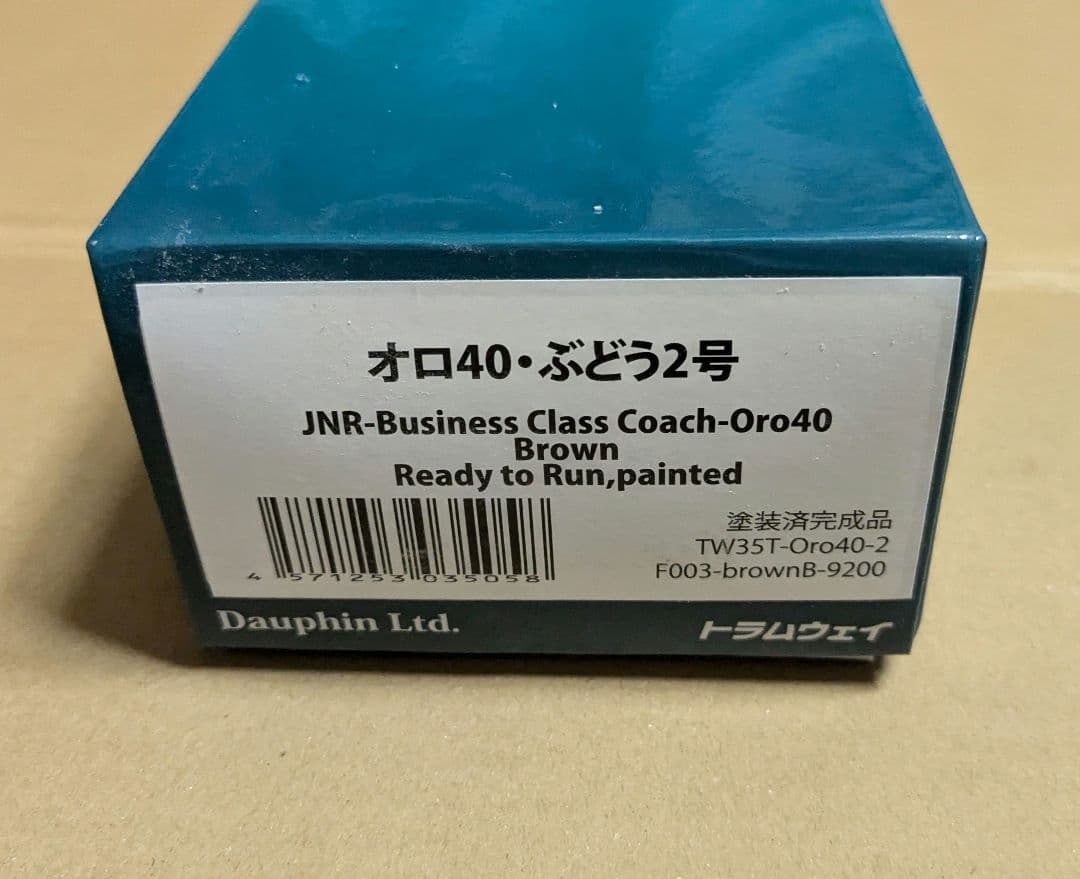 オロ40・ぶどう2号
JNR-Business Class Coach-Oro40
Brown
Ready to Run,painted
塗装済完成品
TW35T-Oro40-2
F003-brownB-9200
4 571253 035058
Dauphin Ltd.
トラムウェイ